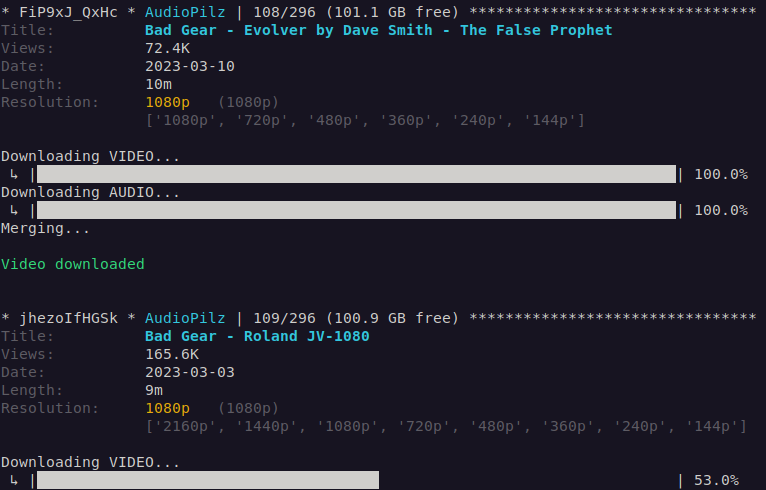 * FiP9xJ_QxHc * AudioPilz | 108/296 (101.1 GB free) ********************************
Title: Bad Gear - Evolver by Dave Smith - The False Prophet
Views: 72.4K
Date: 2023-03-10
Length: 10m
Resolution: 1080p (1080p)
['1080p', '720p', '480p', '360p', '240p', '144p']
Downloading VIDEO...
↳ | | 100.0%
Downloading AUDIO...
↳ | | 100.0%
Merging...
Video downloaded
* jhezoIfHGSk * AudioPilz | 109/296 (100.9 GB free) ********************************
Title: Bad Gear - Roland JV-1080
Views: 165.6K
Date: 2023-03-03
Length: 9m
Resolution: 1080p (1080p)
['2160p', '1440p', '1080p', '720p', '480p', '360p', '240p', '144p']
Downloading VIDEO...
↳ | | 53.0%